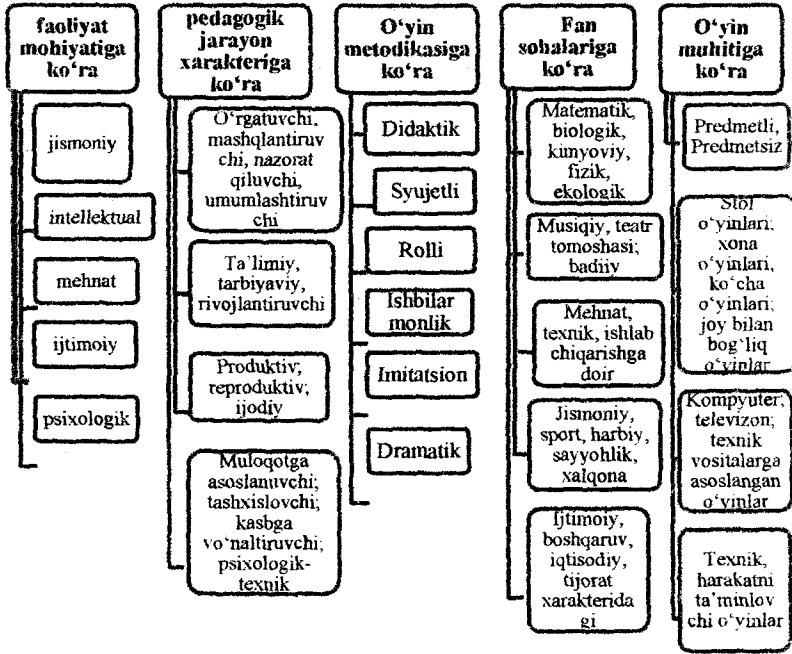 faoliyat
mohiyatiga
ko‘ra
jismoniy
intellektual
mehnat
ijtimoiy
psixologik
pedagogik
jarayon
xarakteriga
ko‘ra
O‘rgatuvchi,
mashqlantiruv
chi, nazorat
qiluvchi,
umumlashtiruv
chi
Ta`limiy,
tarbiyaviy,
rivojlantiruvchi
Produktiv;
reproduktiv;
ijodiy
Muloqotga
asoslanuvchi;
tashxislovchi;
kasbga
yo‘naltiruvchi;
psixologik-
texnik
O‘yin
metodikasiga
ko‘ra
Didaktik
Syujetli
Rolli
Ishbilar
monlik
Imitatsion
Dramatik
Fan
sohalariga
ko‘ra
Matematik,
biologik,
kimyoviy,
fizik,
ekologik
Musiqiy, teatr
tomoshasi;
badiiy
Mehnat,
texnik, ishlab
chiqarishga
doir
Jismoniy,
sport, harbiy,
sayyohlik,
xalqona
Ijtimoiy,
boshqaruv,
iqtisodiy,
tijorat
xarakterida
gi
O‘yin
muhitiga
ko‘ra
Predmetli,
Predmetsiz
Stol
o‘yinlari;
xona
o‘yinlari,
ko‘cha
o‘yinlari;
joy bilan
bog`liq
o‘yinlar
Kompyuter;
televizon;
texnik
vositalarga
asoslangan
o‘yinlar
Texnik,
harakatni
ta’minlov
chi o‘yinlar